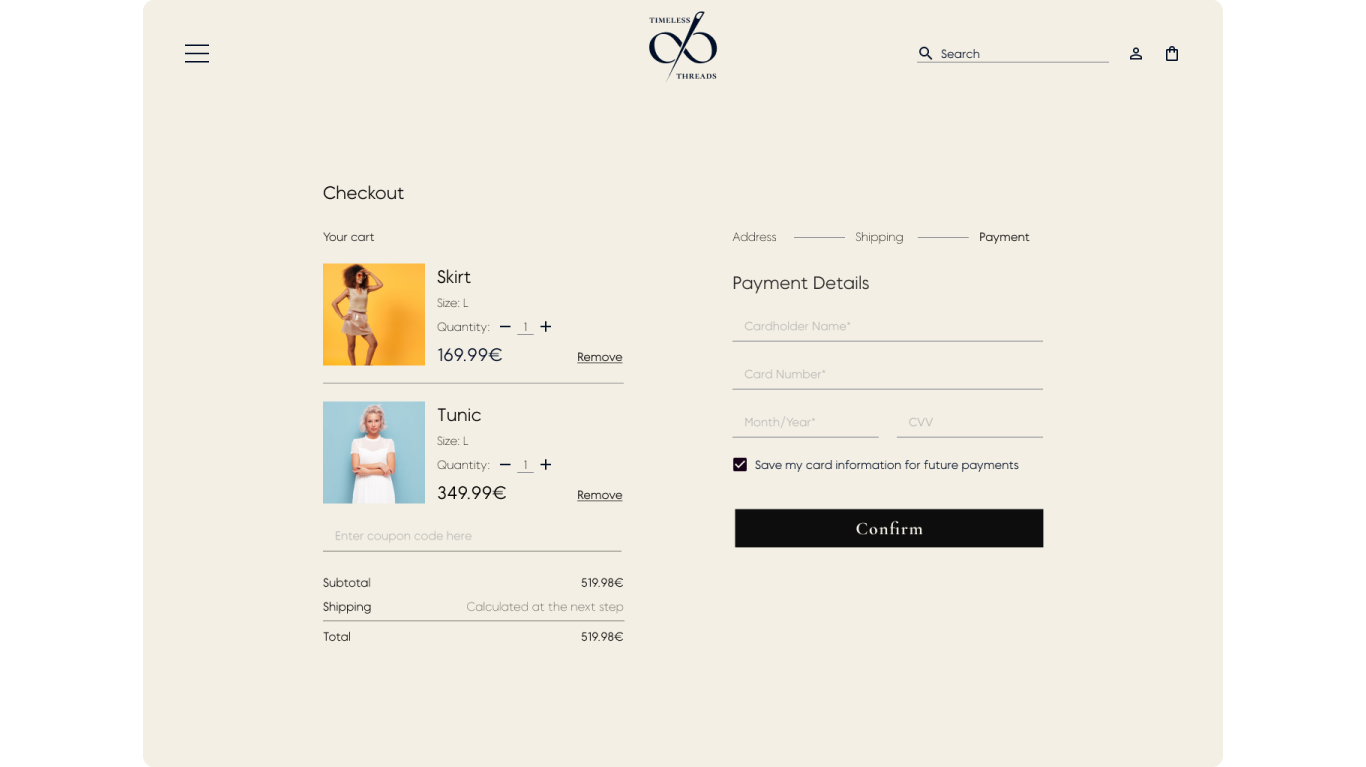 TIMELESS
THREADS
Search
Checkout
Your cart
Skirt
Size: L
Quantity: 1
169.99€ Remove
Tunic
Size: L
Quantity: 1
349.99€ Remove
Enter coupon code here
Subtotal 519.98€
Shipping Calculated at the next step
Total 519.98€
Address Shipping Payment
Payment Details
Cardholder Name*
Card Number*
Month/Year* CVV
Save my card information for future payments
Confirm